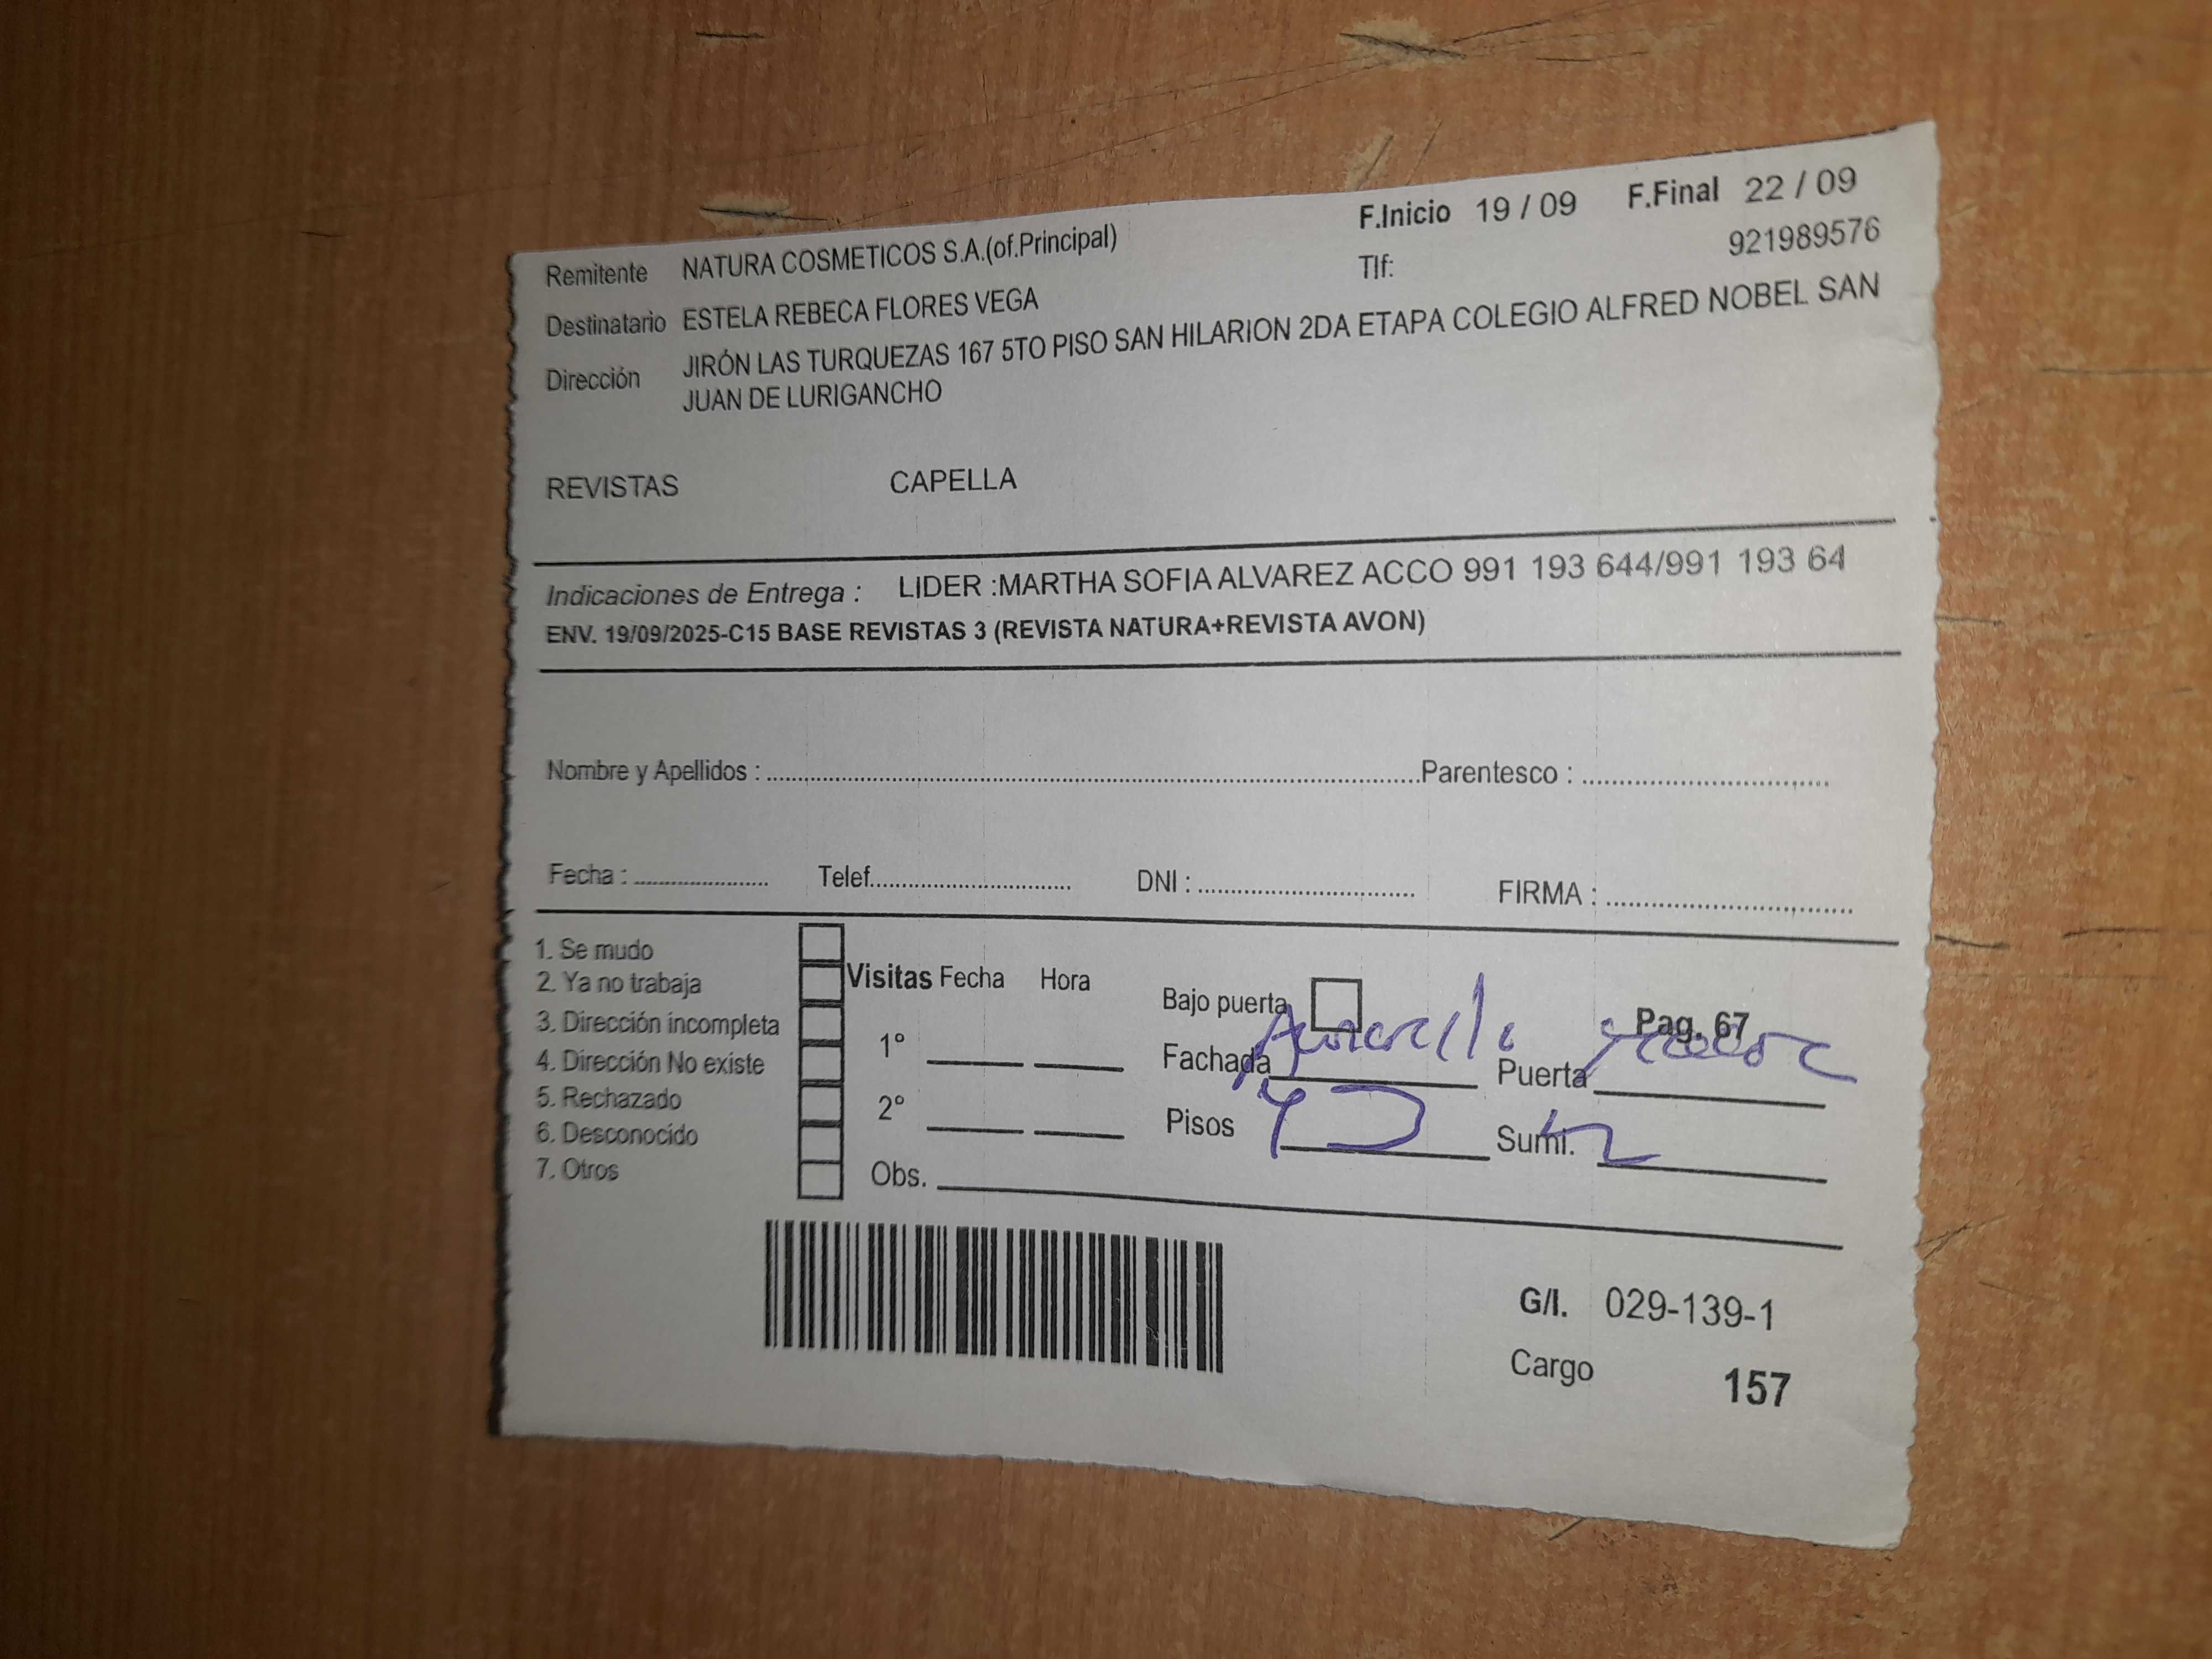 F.Inicio 19 / 09 F.Final 22 / 09
Remitente NATURA COSMETICOS S.A.(of.Principal) Tlf: 921989576
Destinatario ESTELA REBECA FLORES VEGA
Dirección JIRÓN LAS TURQUEZAS 167 5TO PISO SAN HILARION 2DA ETAPA COLEGIO ALFRED NOBEL SAN
JUAN DE LURIGANCHO
REVISTAS CAPELLA
Indicaciones de Entrega : LIDER :MARTHA SOFIA ALVAREZ ACCO 991 193 644/991 193 64
ENV. 19/09/2025-C15 BASE REVISTAS 3 (REVISTA NATURA+REVISTA AVON)
Nombre y Apellidos : Parentesco :
Fecha : Telef. DNI : FIRMA :
1. Se mudo
2. Ya no trabaja
3. Dirección incompleta
4. Dirección No existe
5. Rechazado
6. Desconocido
7. Otros
Visitas Fecha Hora
1°
2°
Obs.
Bajo puerta Pag. 67
Fachada Amarillo Puerta
Pisos Sumi.
G/I. 029-139-1
Cargo 157